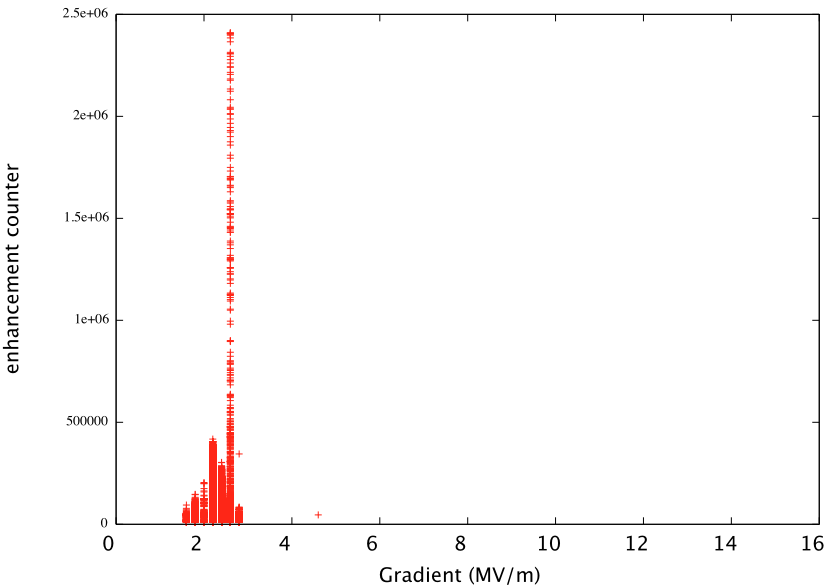 2.5e+06
2e+06
1.5e+06
1e+06
500000
0
enhancement counter
0 2 4 6 8 10 12 14 16
Gradient (MV/m)